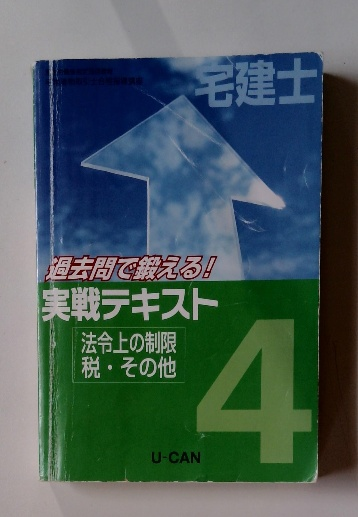 宅建士
過去問で鍛える!
実戦テキスト
法令上の制限
税・その他
4
U-CAN